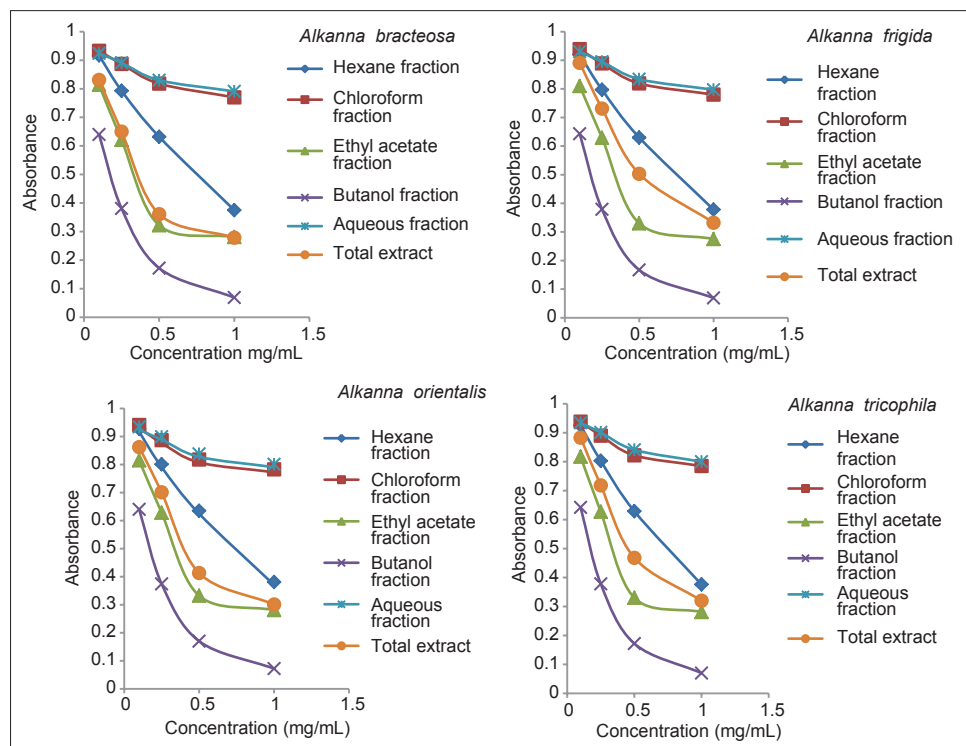 Alkanna bracteosa
1
0.9
0.8
0.7
0.6
0.5
0.4
0.3
0.2
0.1
0
Absorbance
0
0.5
1
1.5
Concentration mg/mL
Hexane fraction
Chloroform
fraction
Ethyl acetate
fraction
Butanol fraction
Aqueous fraction
Total extract
Alkanna frigida
1
0.9
0.8
0.7
0.6
0.5
0.4
0.3
0.2
0.1
0
Absorbance
0
0.5
1
1.5
Concentration (mg/mL)
Hexane
fraction
Chloroform
fraction
Ethyl acetate
fraction
Butanol fraction
Aqueous fraction
Total extract
Alkanna orientalis
1
0.9
0.8
0.7
0.6
0.5
0.4
0.3
0.2
0.1
0
Absorbance
0
0.5
1
1.5
Concentration (mg/mL)
Hexane
fraction
Chloroform
fraction
Ethyl acetate
fraction
Butanol
fraction
Aqueous
fraction
Total extract
Alkanna tricophila
1
0.9
0.8
0.7
0.6
0.5
0.4
0.3
0.2
0.1
0
Absorbance
0
0.5
1
1.5
Concentration (mg/mL)
Hexane
fraction
Chloroform
fraction
Ethyl acetate
fraction
Butanol
fraction
Aqueous
fraction
Total extract